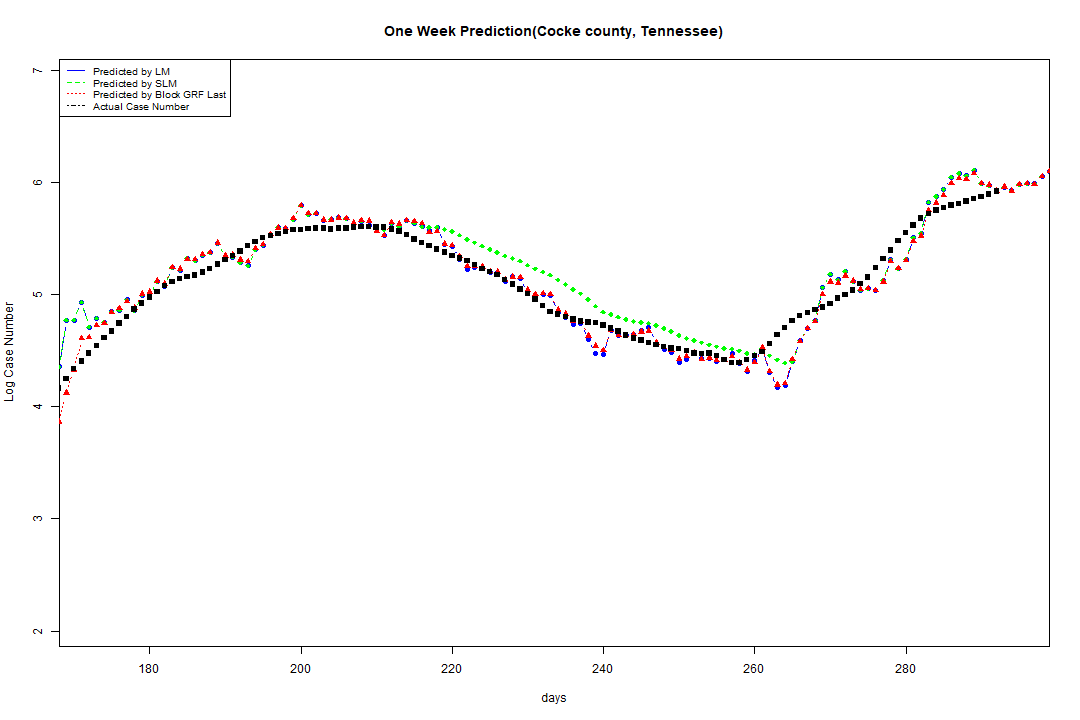 One Week Prediction(Cocke county, Tennessee)
Predicted by LM
Predicted by SLM
Predicted by Block GRF Last
Actual Case Number
7
6
5
4
3
2
Log Case Number
180 200 220 240 260 280
days